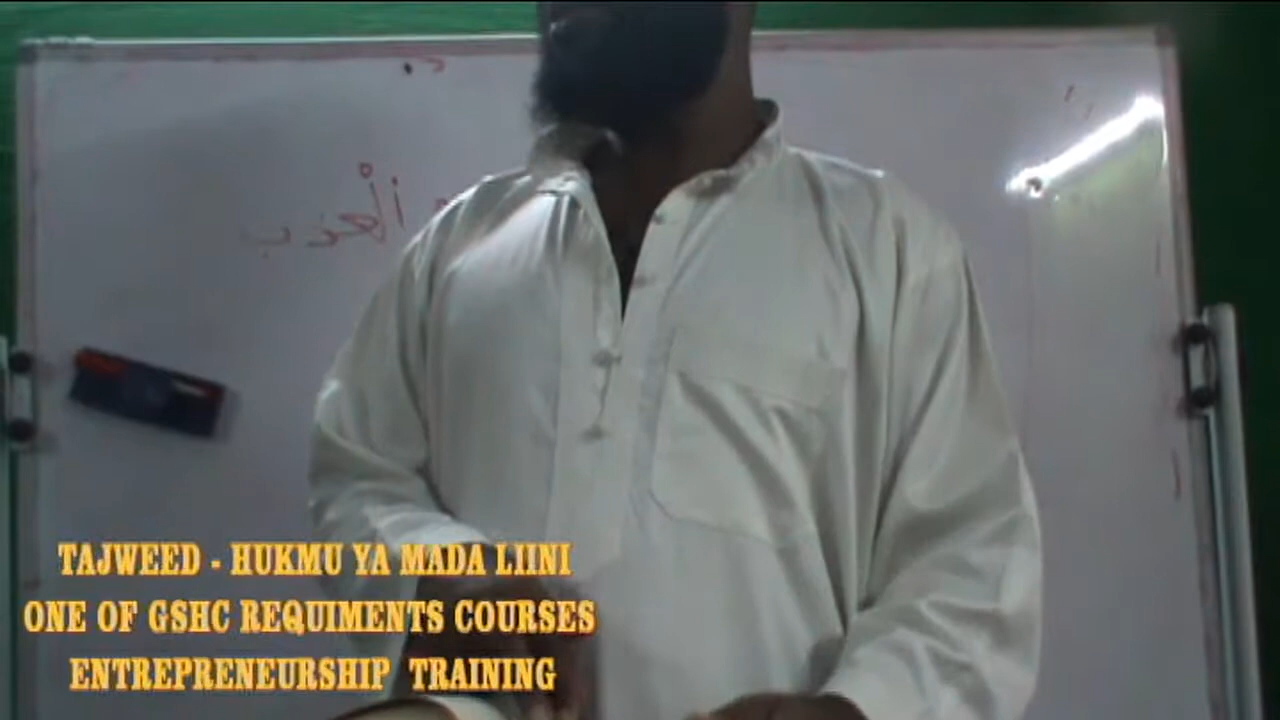 TAJWEED - HUKMU YA MADA LIINI
ONE OF GSHC REQUIMENTS COURSES
ENTREPRENEURSHIP TRAINING